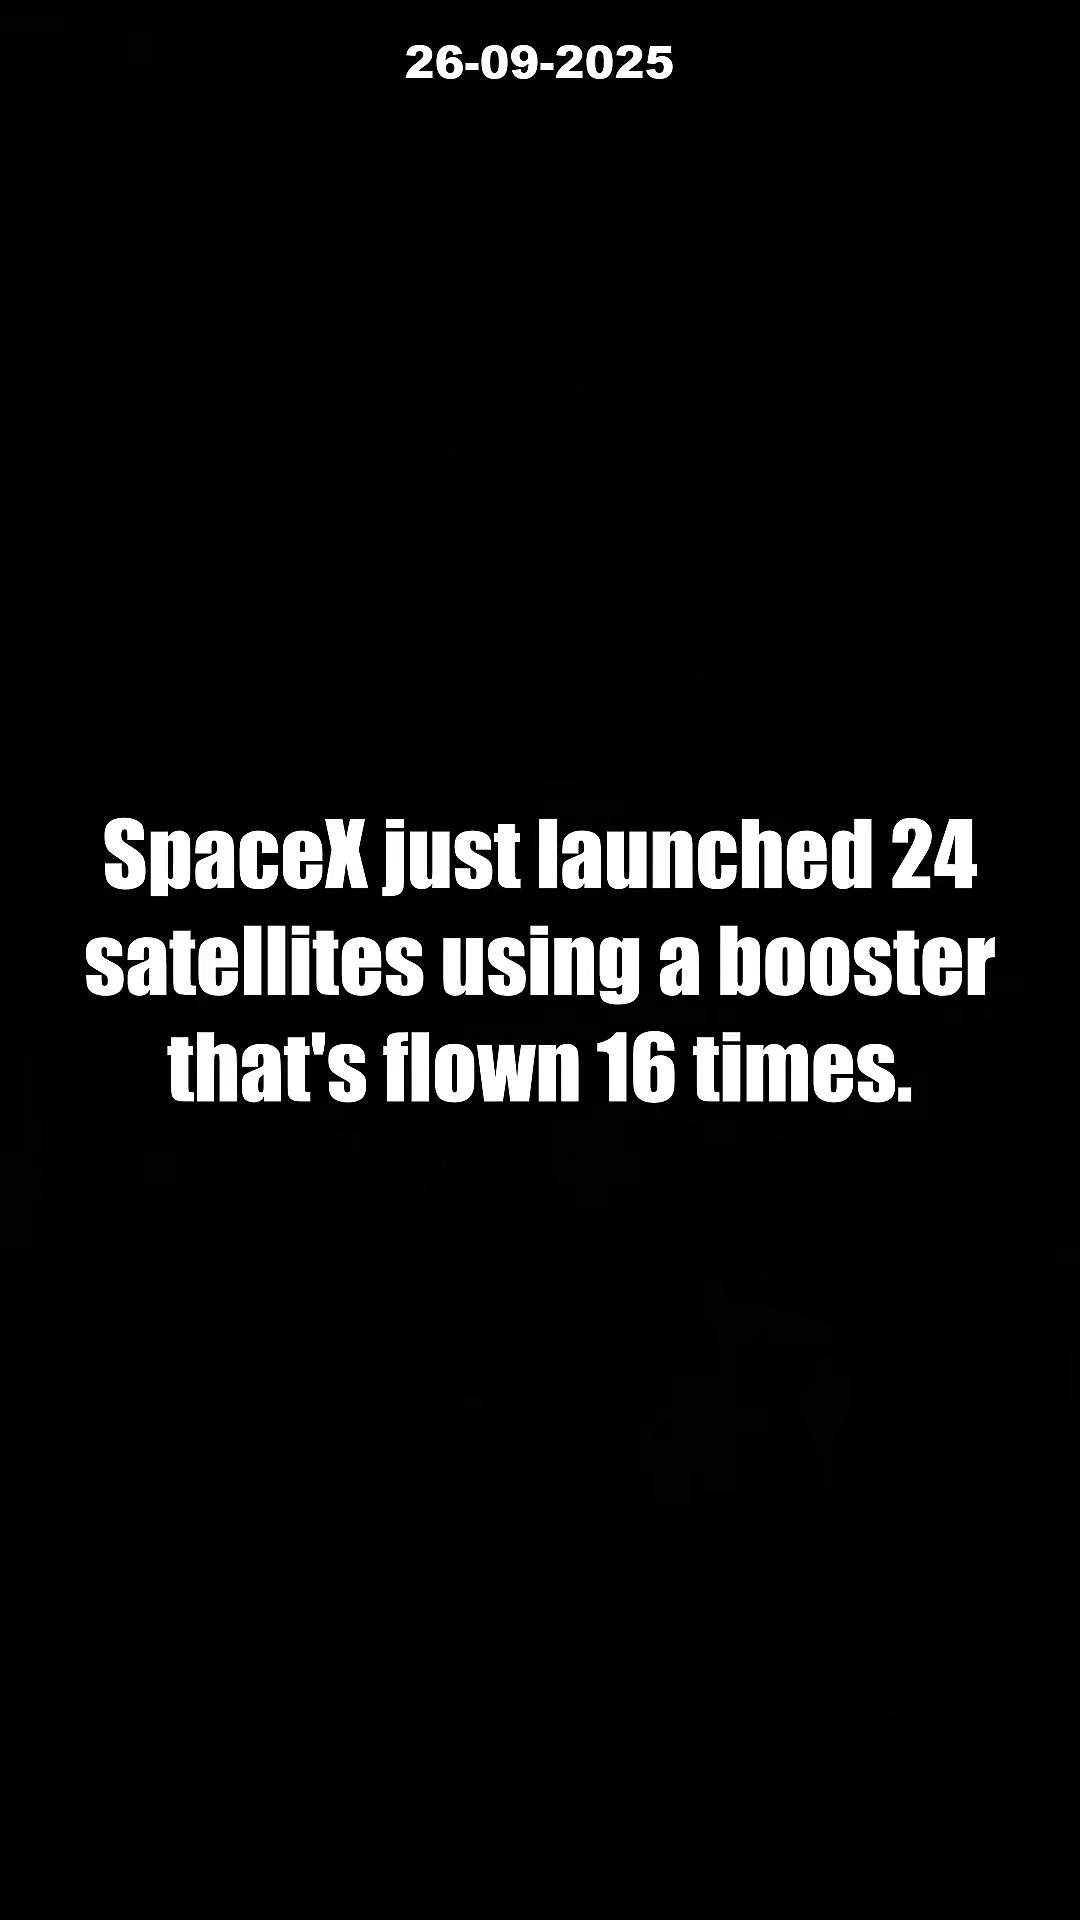 26-09-2025
SpaceX just launched 24
satellites using a booster
that's flown 16 times.